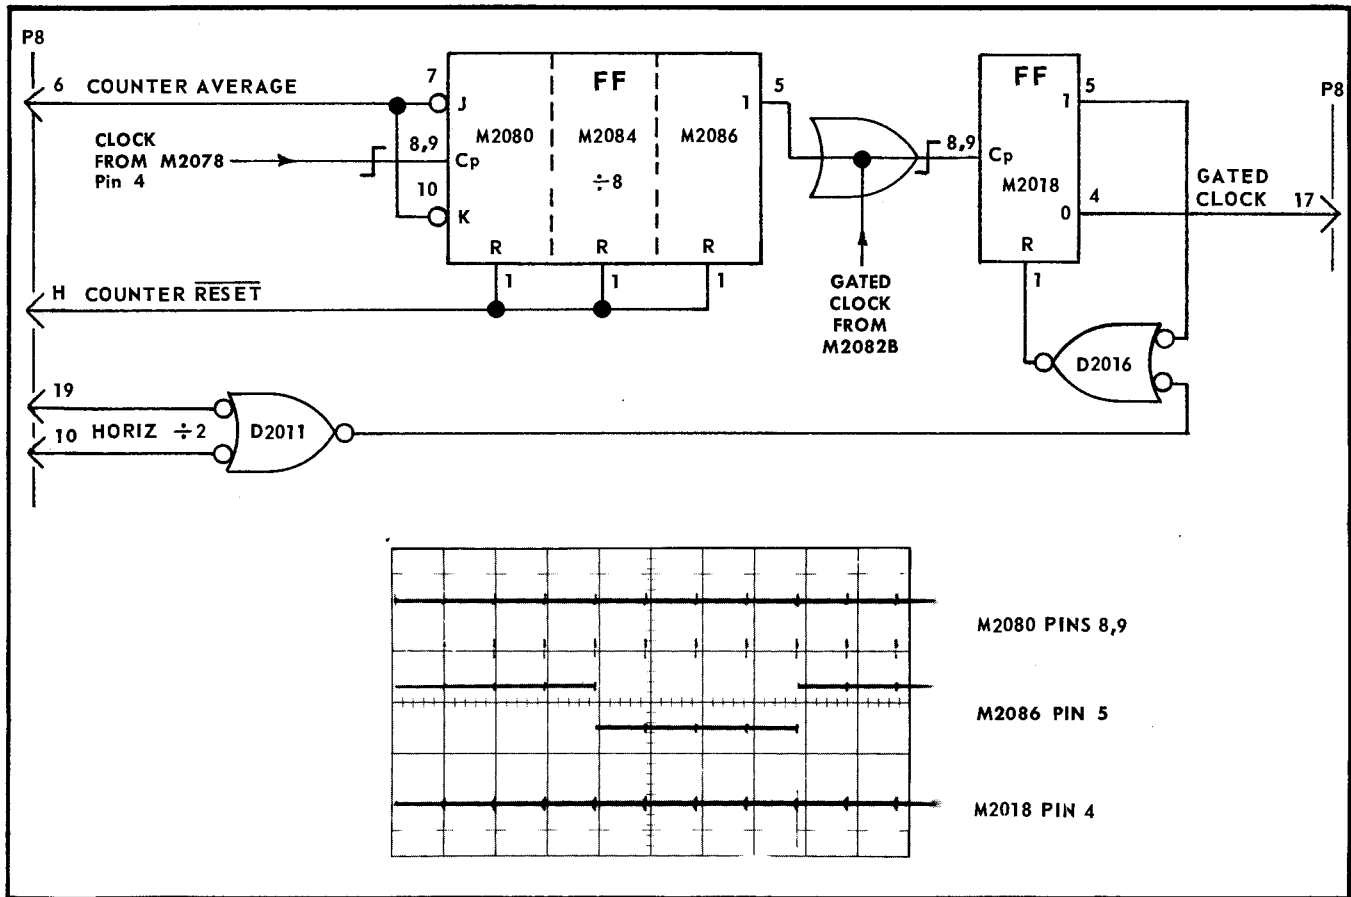 P8
6 COUNTER AVERAGE
CLOCK
FROM M2078
Pin 4
7
8,9
10
J
Cp
K
FF
M2080
M2084
M2086
÷8
1
5
R
R
R
1
1
1
H COUNTER RESET
8,9
GATED
CLOCK
FROM
M2082B
FF
Cp
M2018
1
0
R
5
4
1
GATED
CLOCK
17
P8
D2016
19
10 HORIZ ÷2
D2011
M2080 PINS 8,9
M2086 PIN 5
M2018 PIN 4